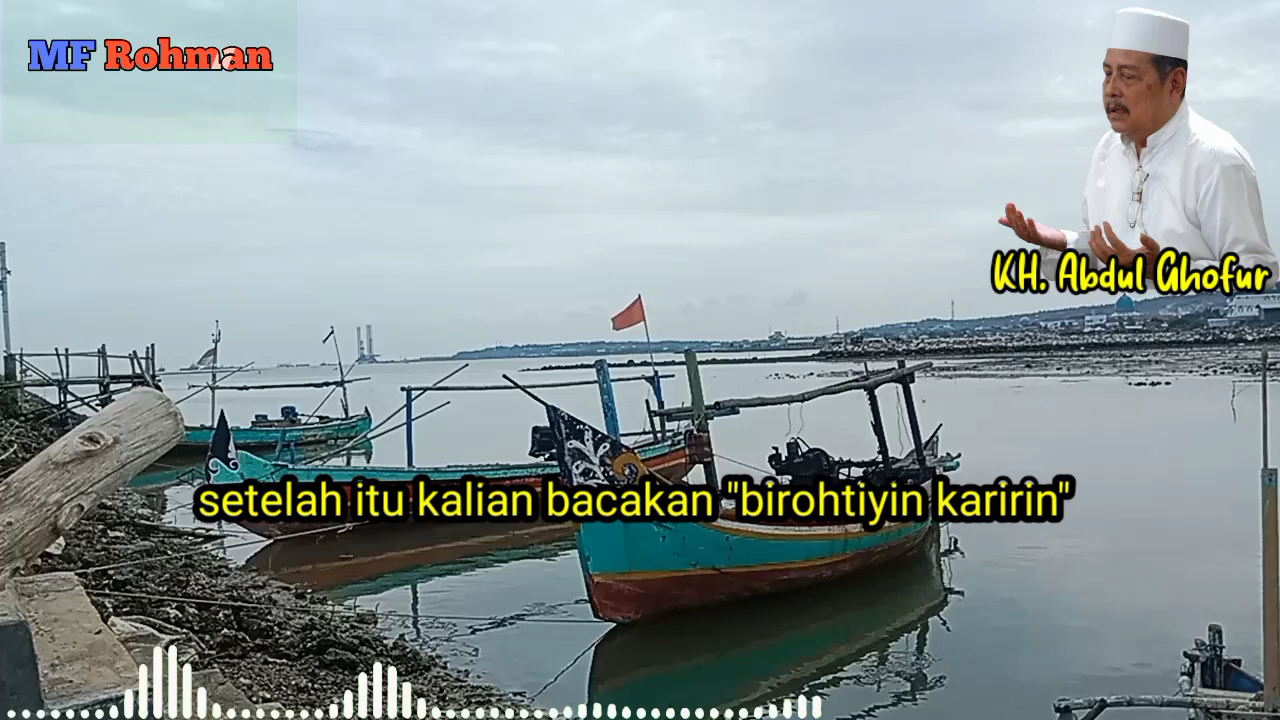 MF Rohman
KH. Abdul Ghofur
setelah itu kalian bacakan "birohtiyin karirin"